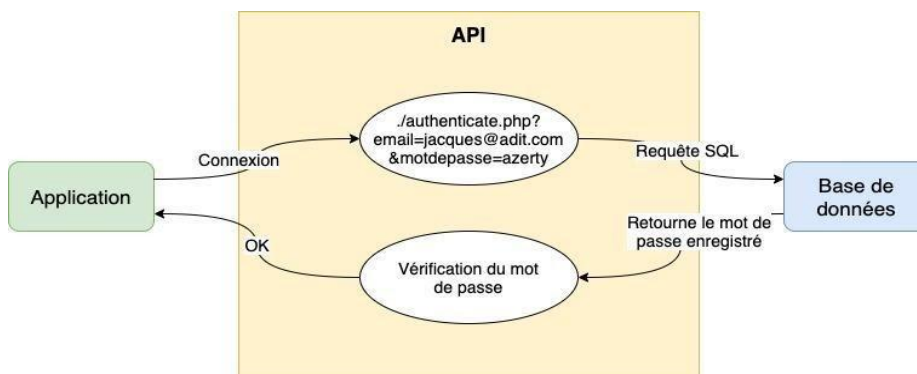 API
./authenticate.php?
email=jacques@adit.com
&motdepasse=azerty
Connexion
Requête SQL
Application
Base de
données
Retourne le mot de
passe enregistré
OK
Vérification du mot
de passe